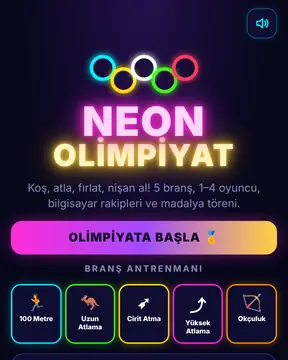 NEON
OLİMPİYAT
Koş, atla, fırlat, nişan al! 5 branş, 1–4 oyuncu,
bilgisayar rakipleri ve madalya töreni.
OLİMPİYATA BAŞLA
BRANŞ ANTRENMANI
100 Metre
Uzun
Atlama
Cirit Atma
Yüksek
Atlama
Okçuluk